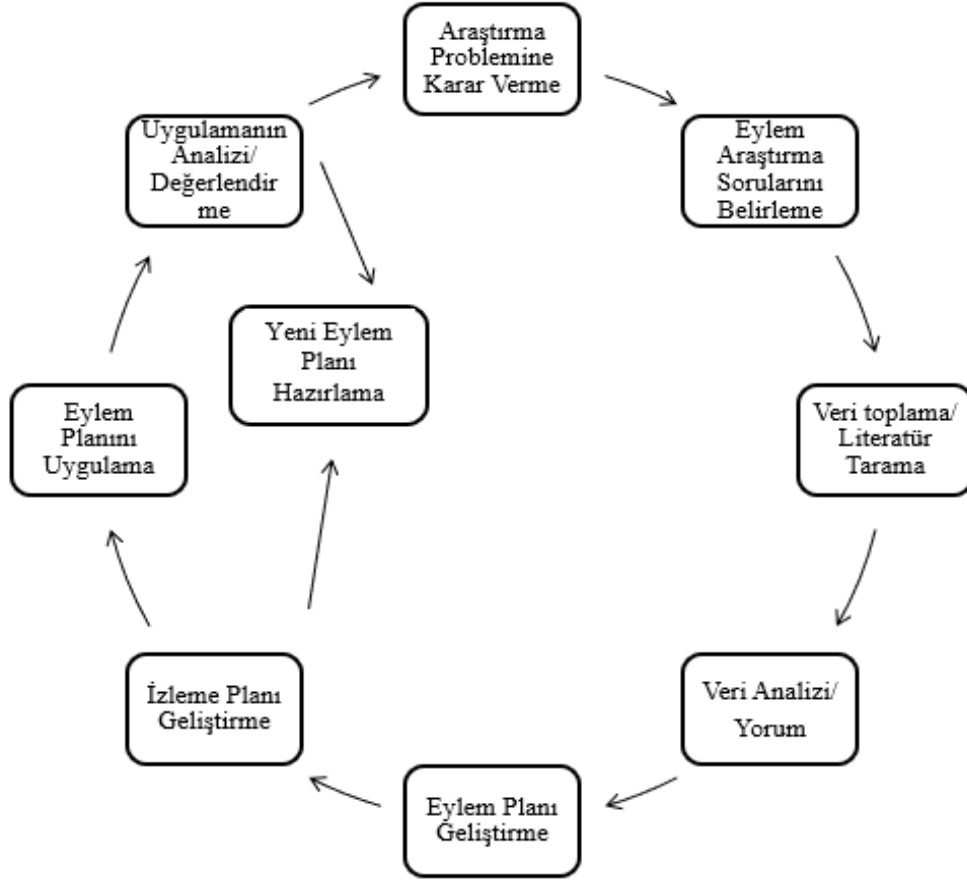 Araştırma
Problemine
Karar Verme
Eylem
Araştırma
Sorularını
Belirleme
Veri toplama/
Literatür
Tarama
Veri Analizi/
Yorum
Eylem Planı
Geliştirme
İzleme Planı
Geliştirme
Eylem
Planını
Uygulama
Uygulamanın
Analizi/
Değerlendir
me
Yeni Eylem
Planı
Hazırlama